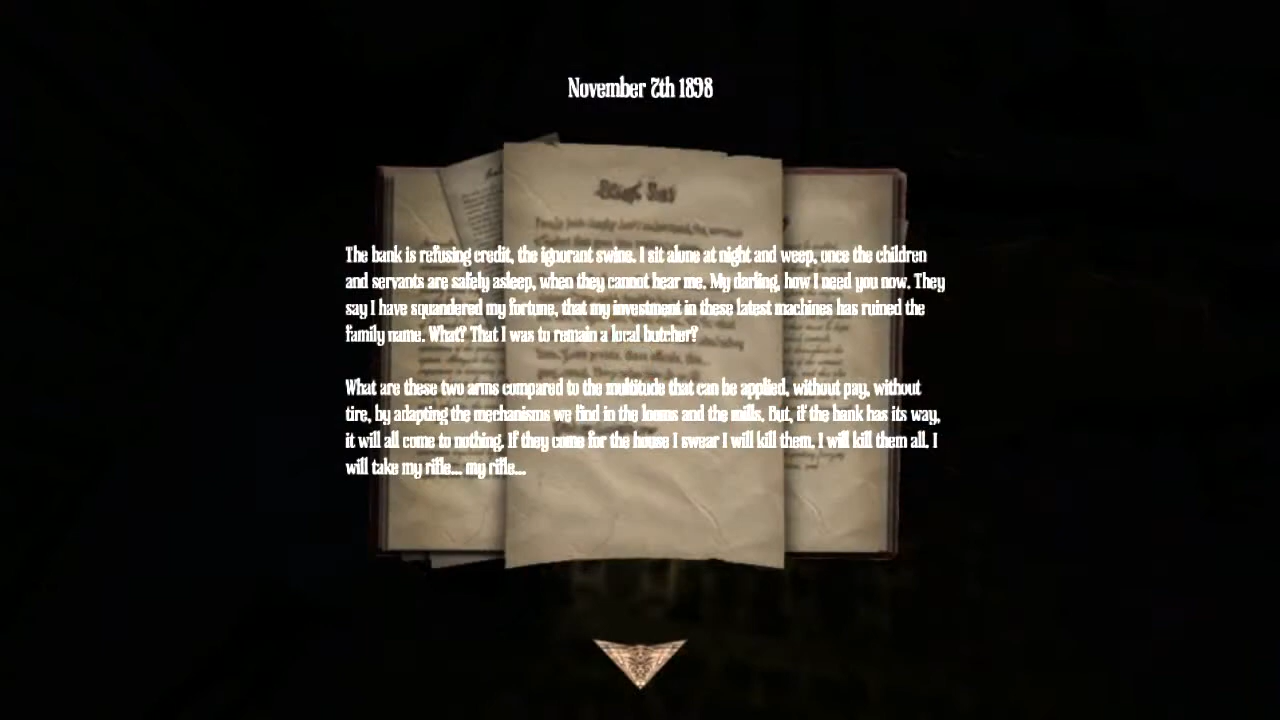 November 7th 1898
The bank is refusing credit, the ignorant swine. I sit alone at night and weep, once the children
and servants are safely asleep, when they cannot hear me. My darling, how I need you now. They
say I have squandered my fortune, that my investment in these latest machines has ruined the
family name. What? That I was to remain a local butcher?
What are these two arms compared to the multitude that can be applied, without pay, without
tire, by adapting the mechanisms we find in the looms and the mills. But, if the bank has its way,
it will all come to nothing. If they come for the house I swear I will kill them. I will kill them all. I
will take my rifle... my rifle...